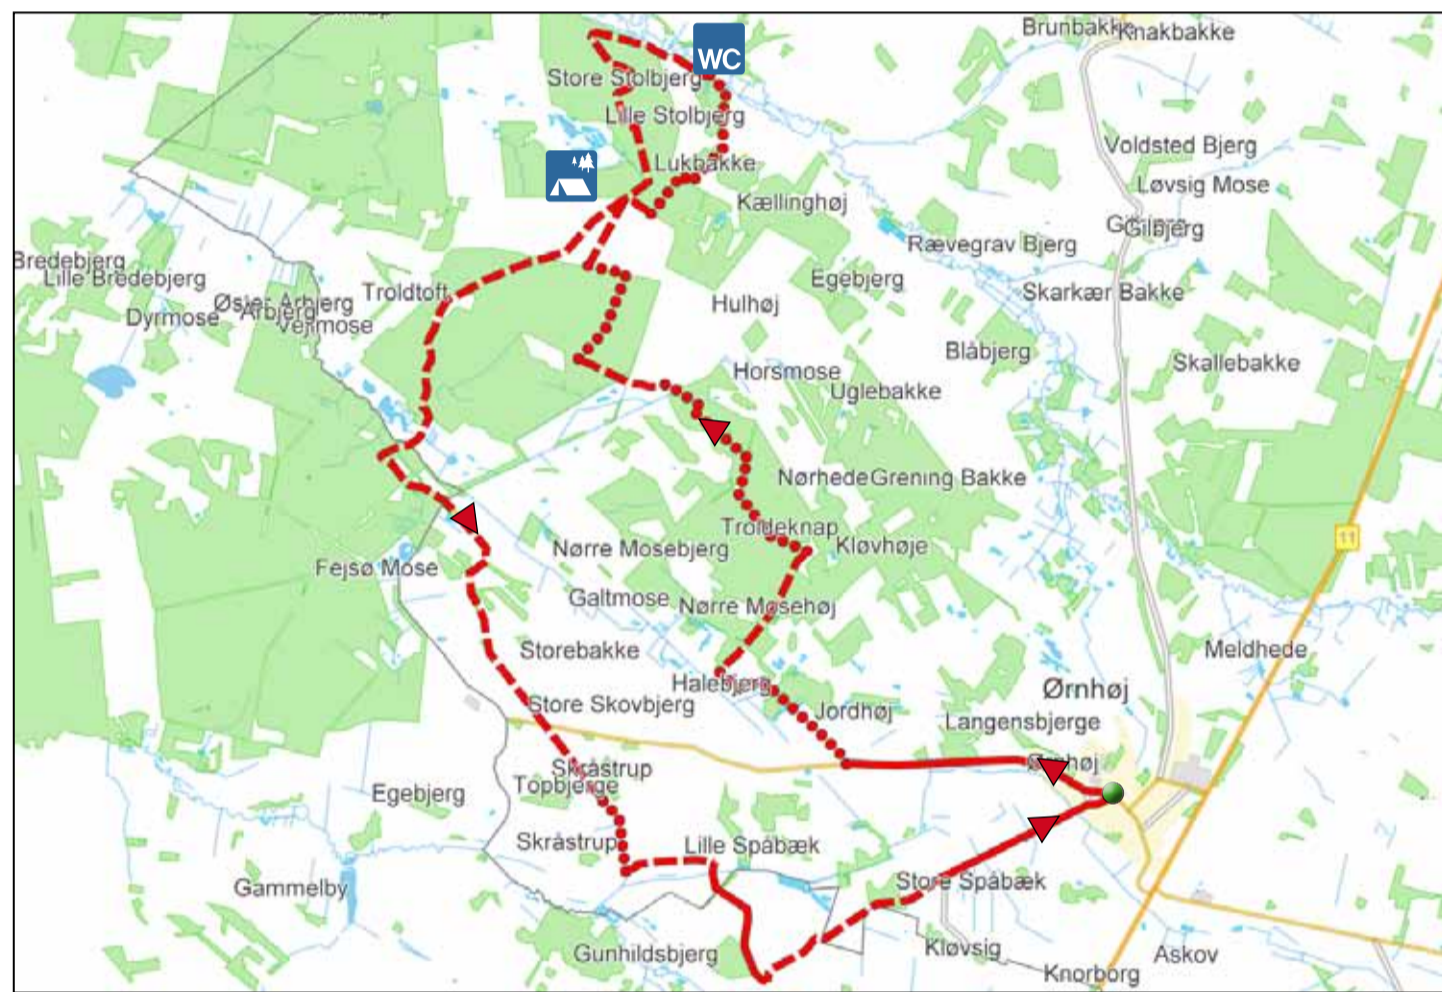 Brunbakke
Knakbakke
WC
Store Stolbjerg
Lille Stolbjerg
Voldsted Bjerg
Lukbakke
Løvsig Mose
Kællinghøj
Gilbjerg
Rævegrav Bjerg
Bredebjerg
Lille Bredebjerg
Egebjerg
Troldtoft
Skarkær Bakke
Øster Arbjerg
Arbjerg
Hulhøj
Dyrmose
Vejlmose
Blåbjerg
Skallebakke
Horsmose
Uglebakke
Nørhede
Grening Bakke
Troldeknap
11
Kløvhøje
Nørre Mosebjerg
Fejsø Mose
Galtmose
Nørre Mosehøj
Storebakke
Meldhede
Halebjerg
Ørnhøj
Store Skovbjerg
Jordhøj
Langensbjerge
Ørnhøj
Skråstrup
Topbjerge
Egebjerg
Skråstrup
Lille Spåbæk
Gammelby
Store Spåbæk
Gunhildsbjerg
Kløvsig
Askov
Knorborg